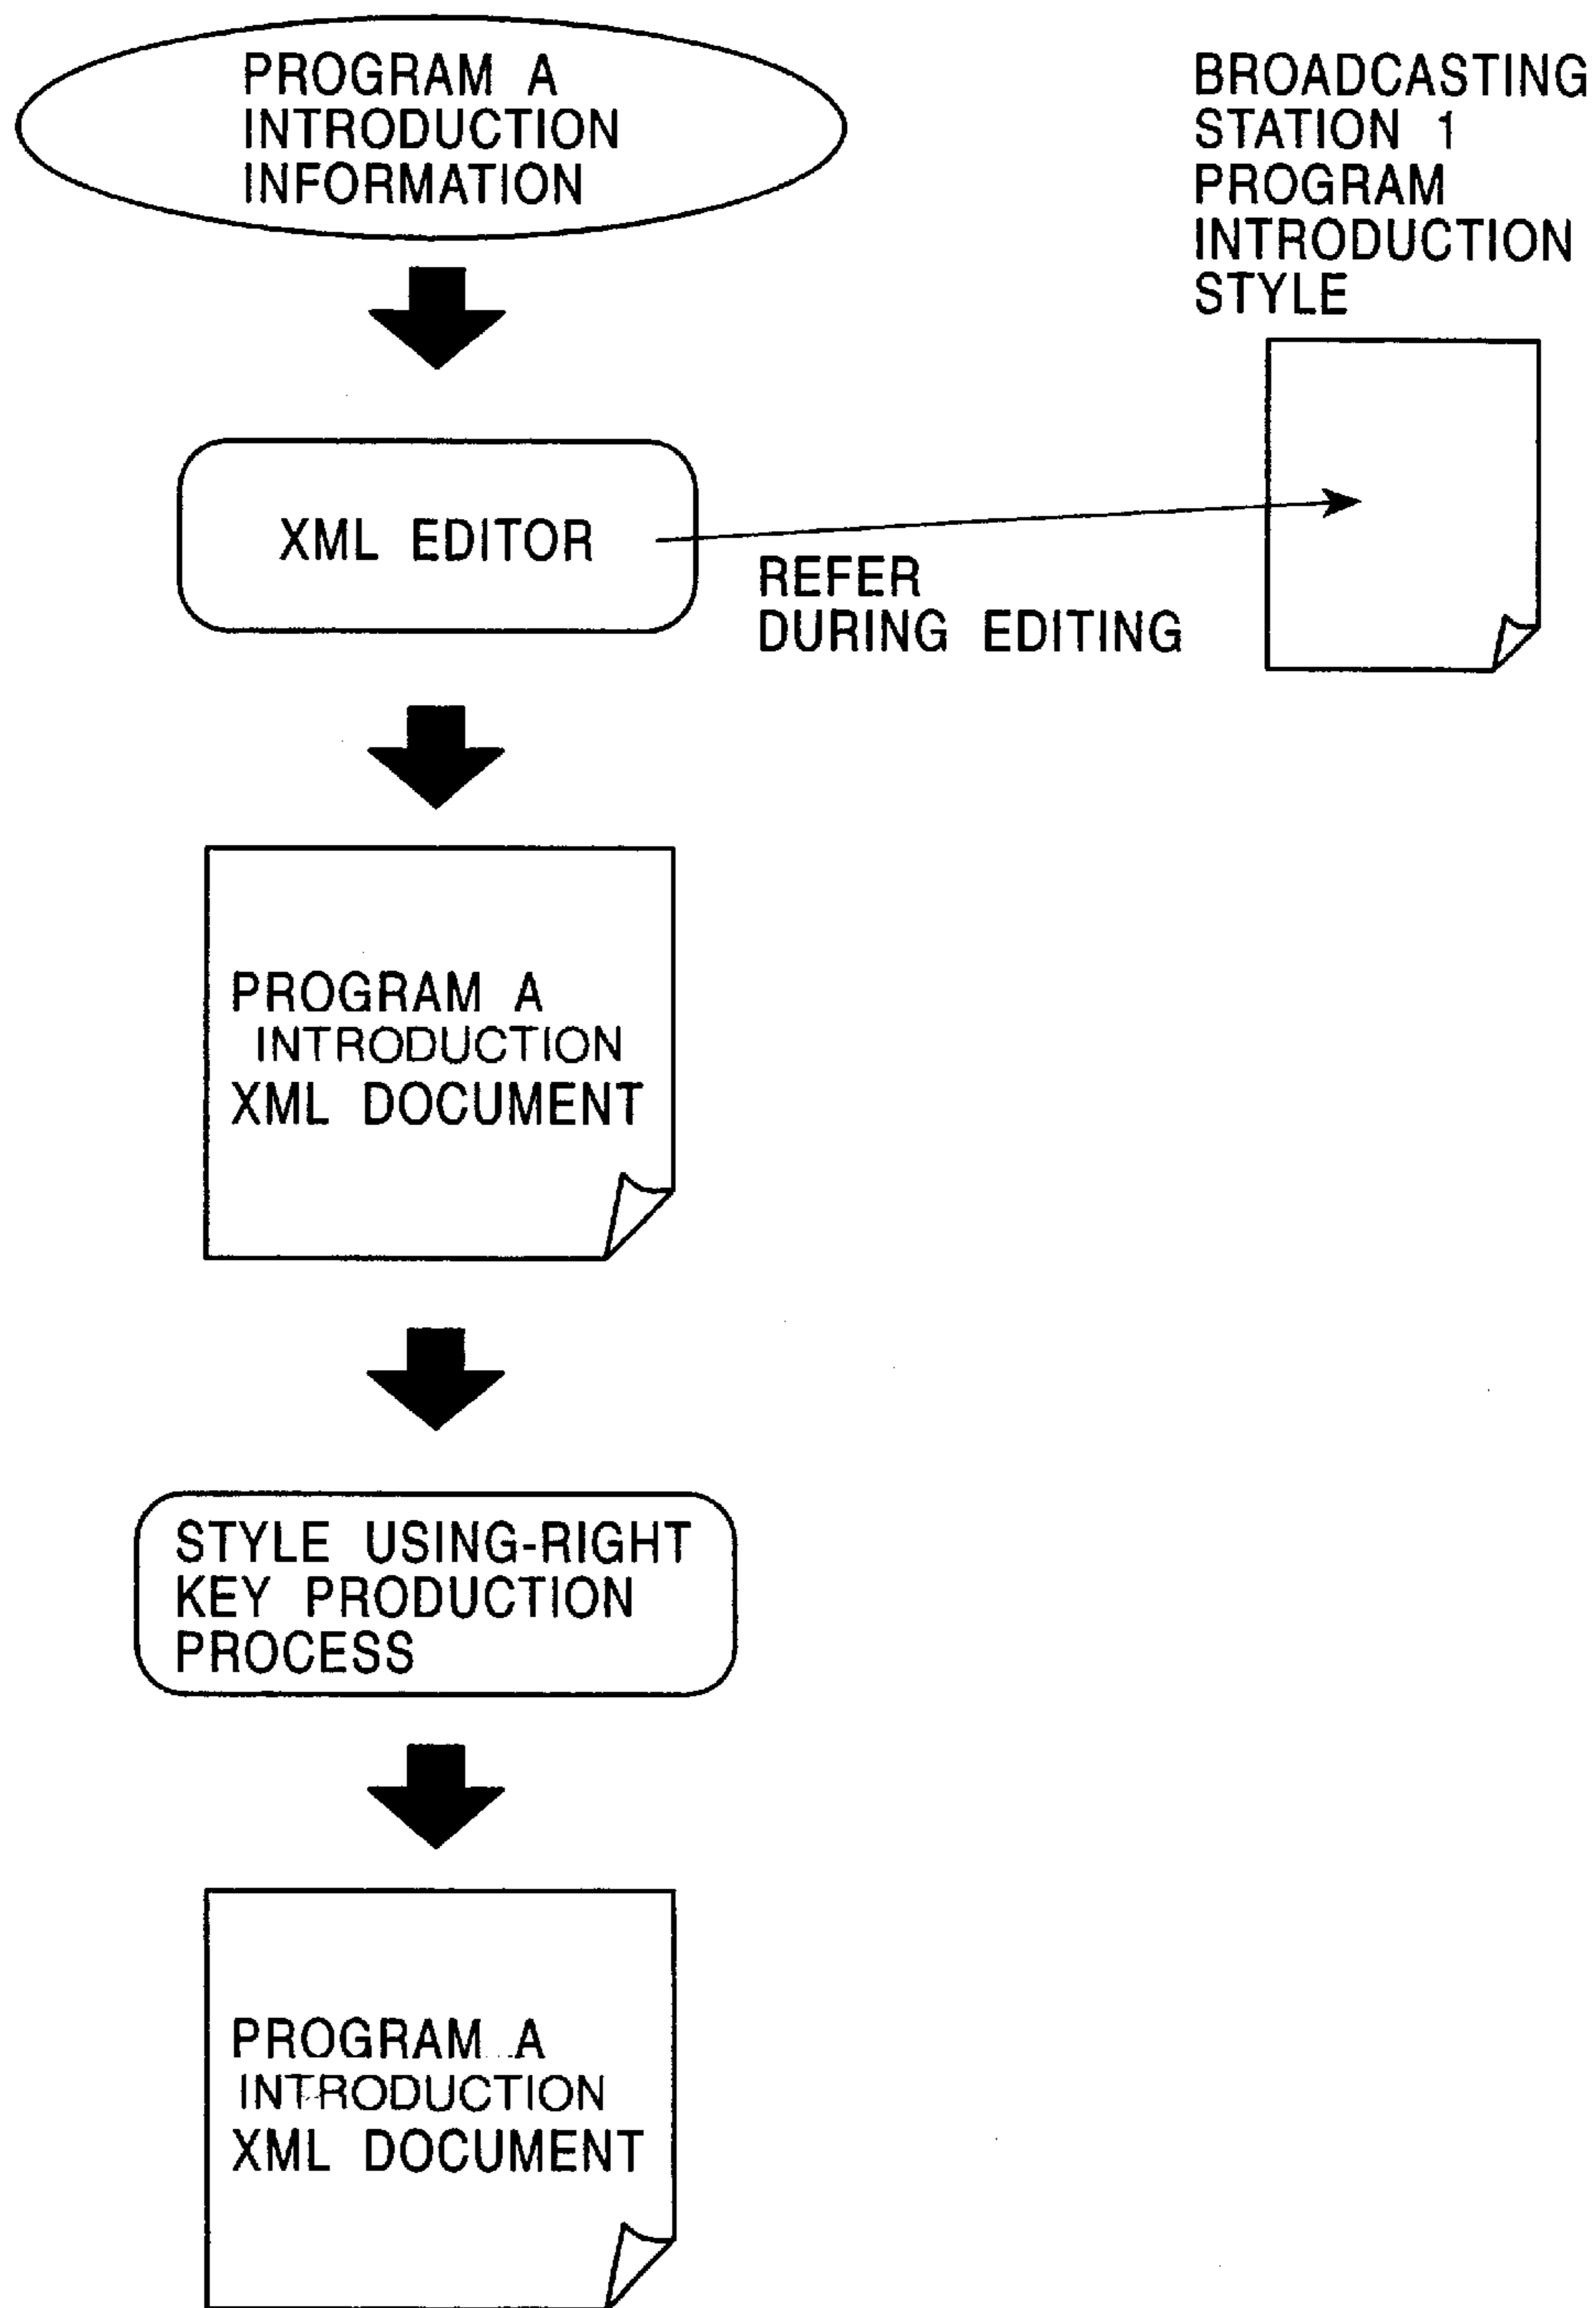 PROGRAM A
INTRODUCTION
INFORMATION
BROADCASTING
STATION 1
PROGRAM
INTRODUCTION
STYLE
XML EDITOR
REFER
DURING EDITING
PROGRAM A
INTRODUCTION
XML DOCUMENT
STYLE USING-RIGHT
KEY PRODUCTION
PROCESS
PROGRAM A
INTRODUCTION
XML DOCUMENT